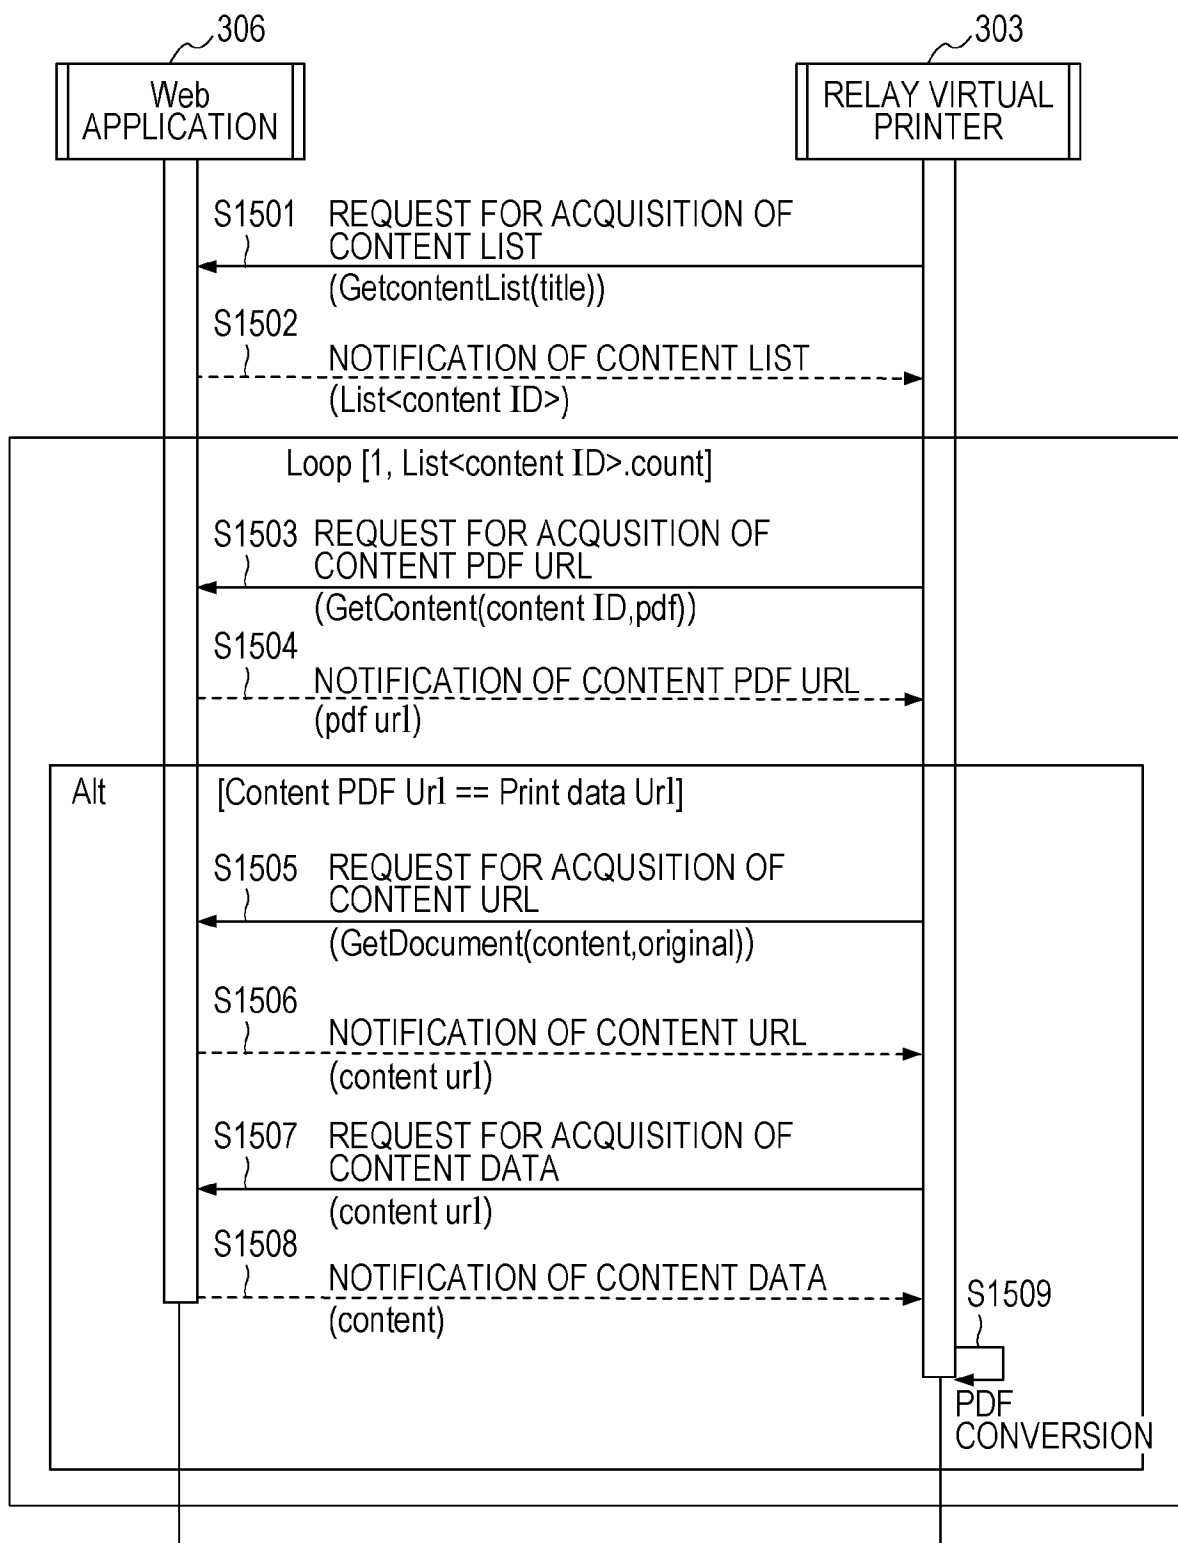 306
303
Web
APPLICATION
RELAY VIRTUAL
PRINTER
S1501
REQUEST FOR ACQUISITION OF
CONTENT LIST
(GetcontentList(title))
S1502
NOTIFICATION OF CONTENT LIST
(List<content ID>)
Loop [1, List<content ID>.count]
S1503
REQUEST FOR ACQUSITION OF
CONTENT PDF URL
(GetContent(content ID,pdf))
S1504
NOTIFICATION OF CONTENT PDF URL
(pdf url)
Alt
[Content PDF Url == Print data Url]
S1505
REQUEST FOR ACQUSITION OF
CONTENT URL
(GetDocument(content,original))
S1506
NOTIFICATION OF CONTENT URL
(content url)
S1507
REQUEST FOR ACQUISITION OF
CONTENT DATA
(content url)
S1508
NOTIFICATION OF CONTENT DATA
(content)
S1509
PDF
CONVERSION